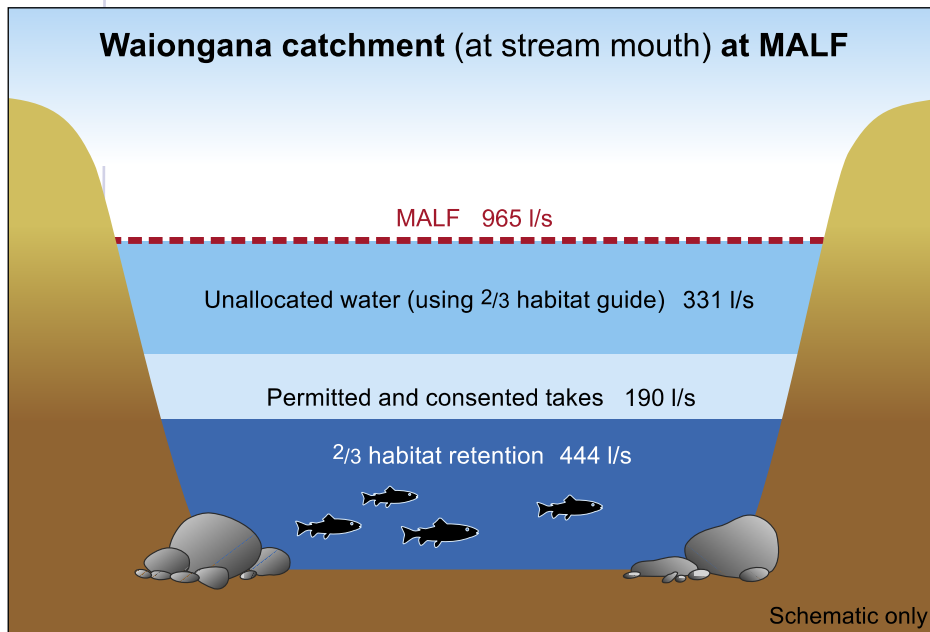 Waiongana catchment (at stream mouth) at MALF
MALF 965 l/s
Unallocated water (using 2/3 habitat guide) 331 l/s
Permitted and consented takes 190 l/s
2/3 habitat retention 444 l/s
Schematic only